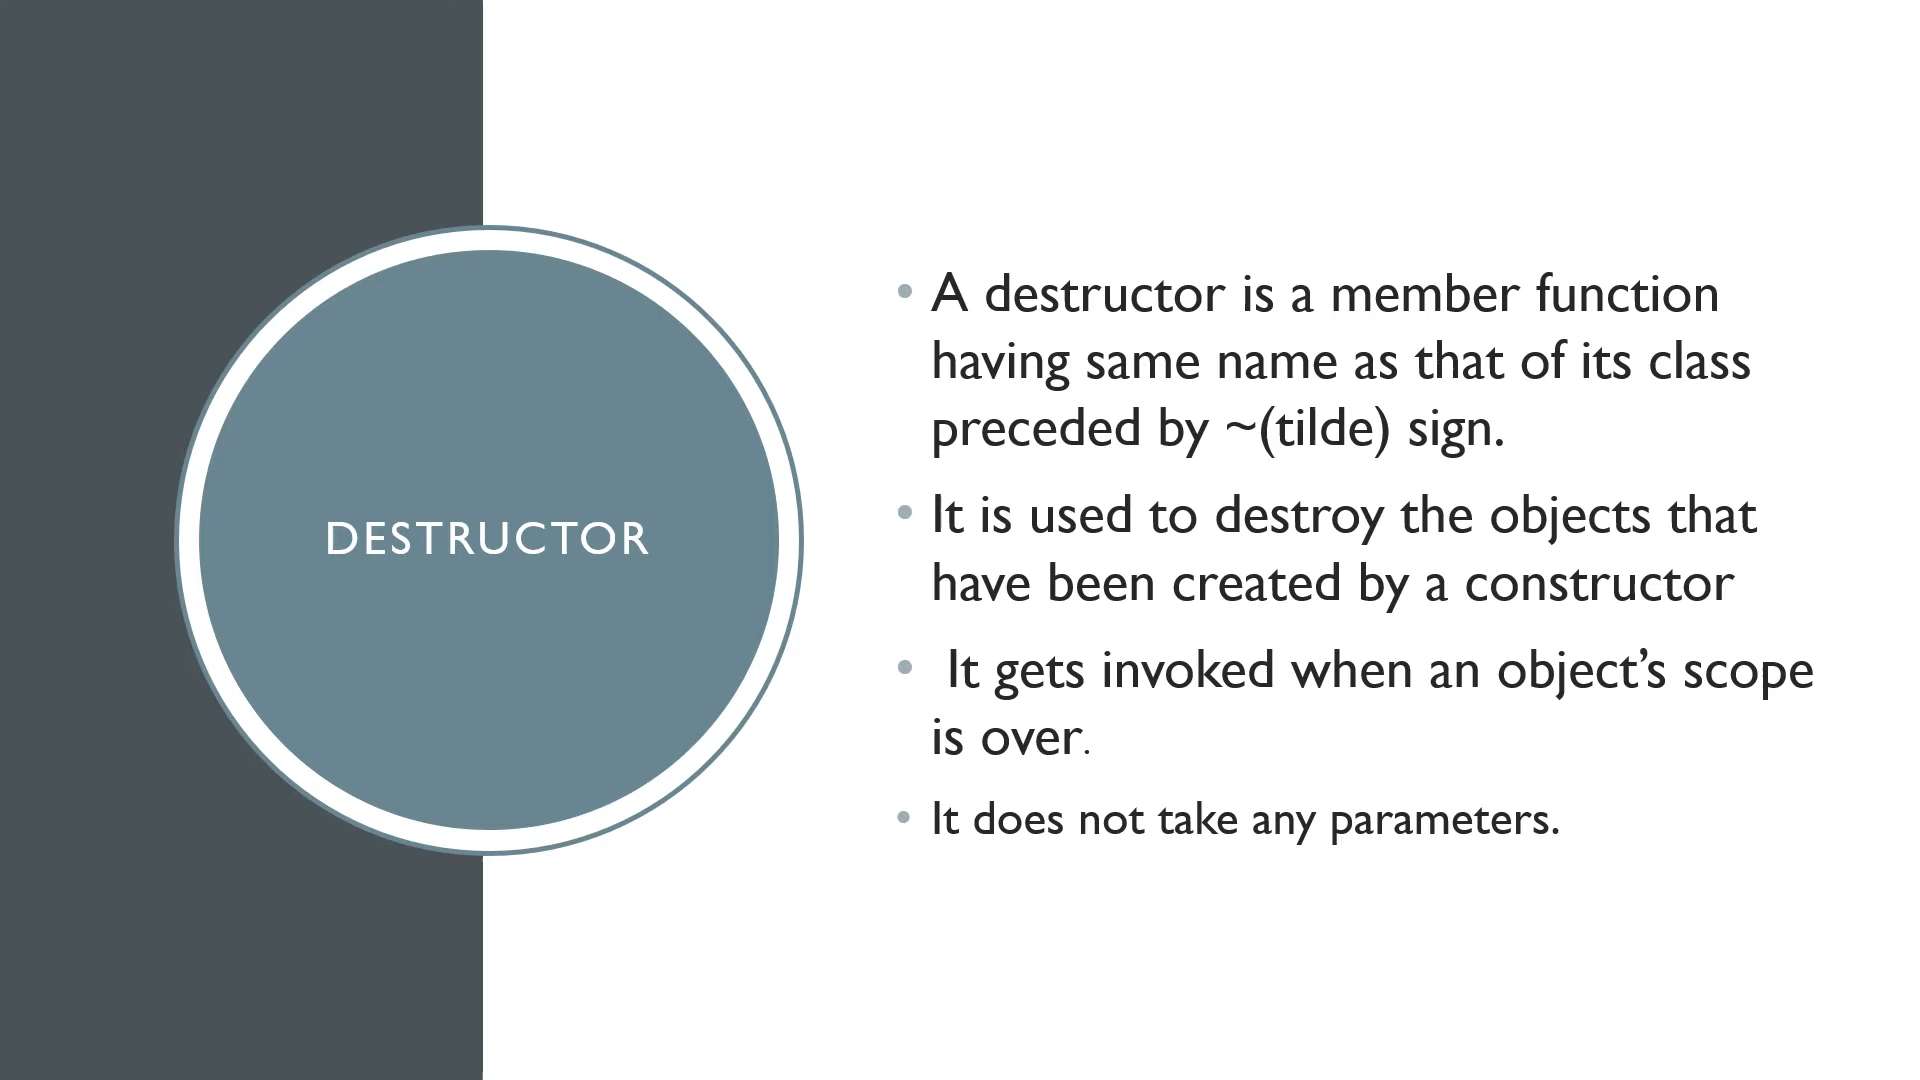 DESTRUCTOR
• A destructor is a member function
having same name as that of its class
preceded by ~(tilde) sign.
• It is used to destroy the objects that
have been created by a constructor
• It gets invoked when an object’s scope
is over.
• It does not take any parameters.